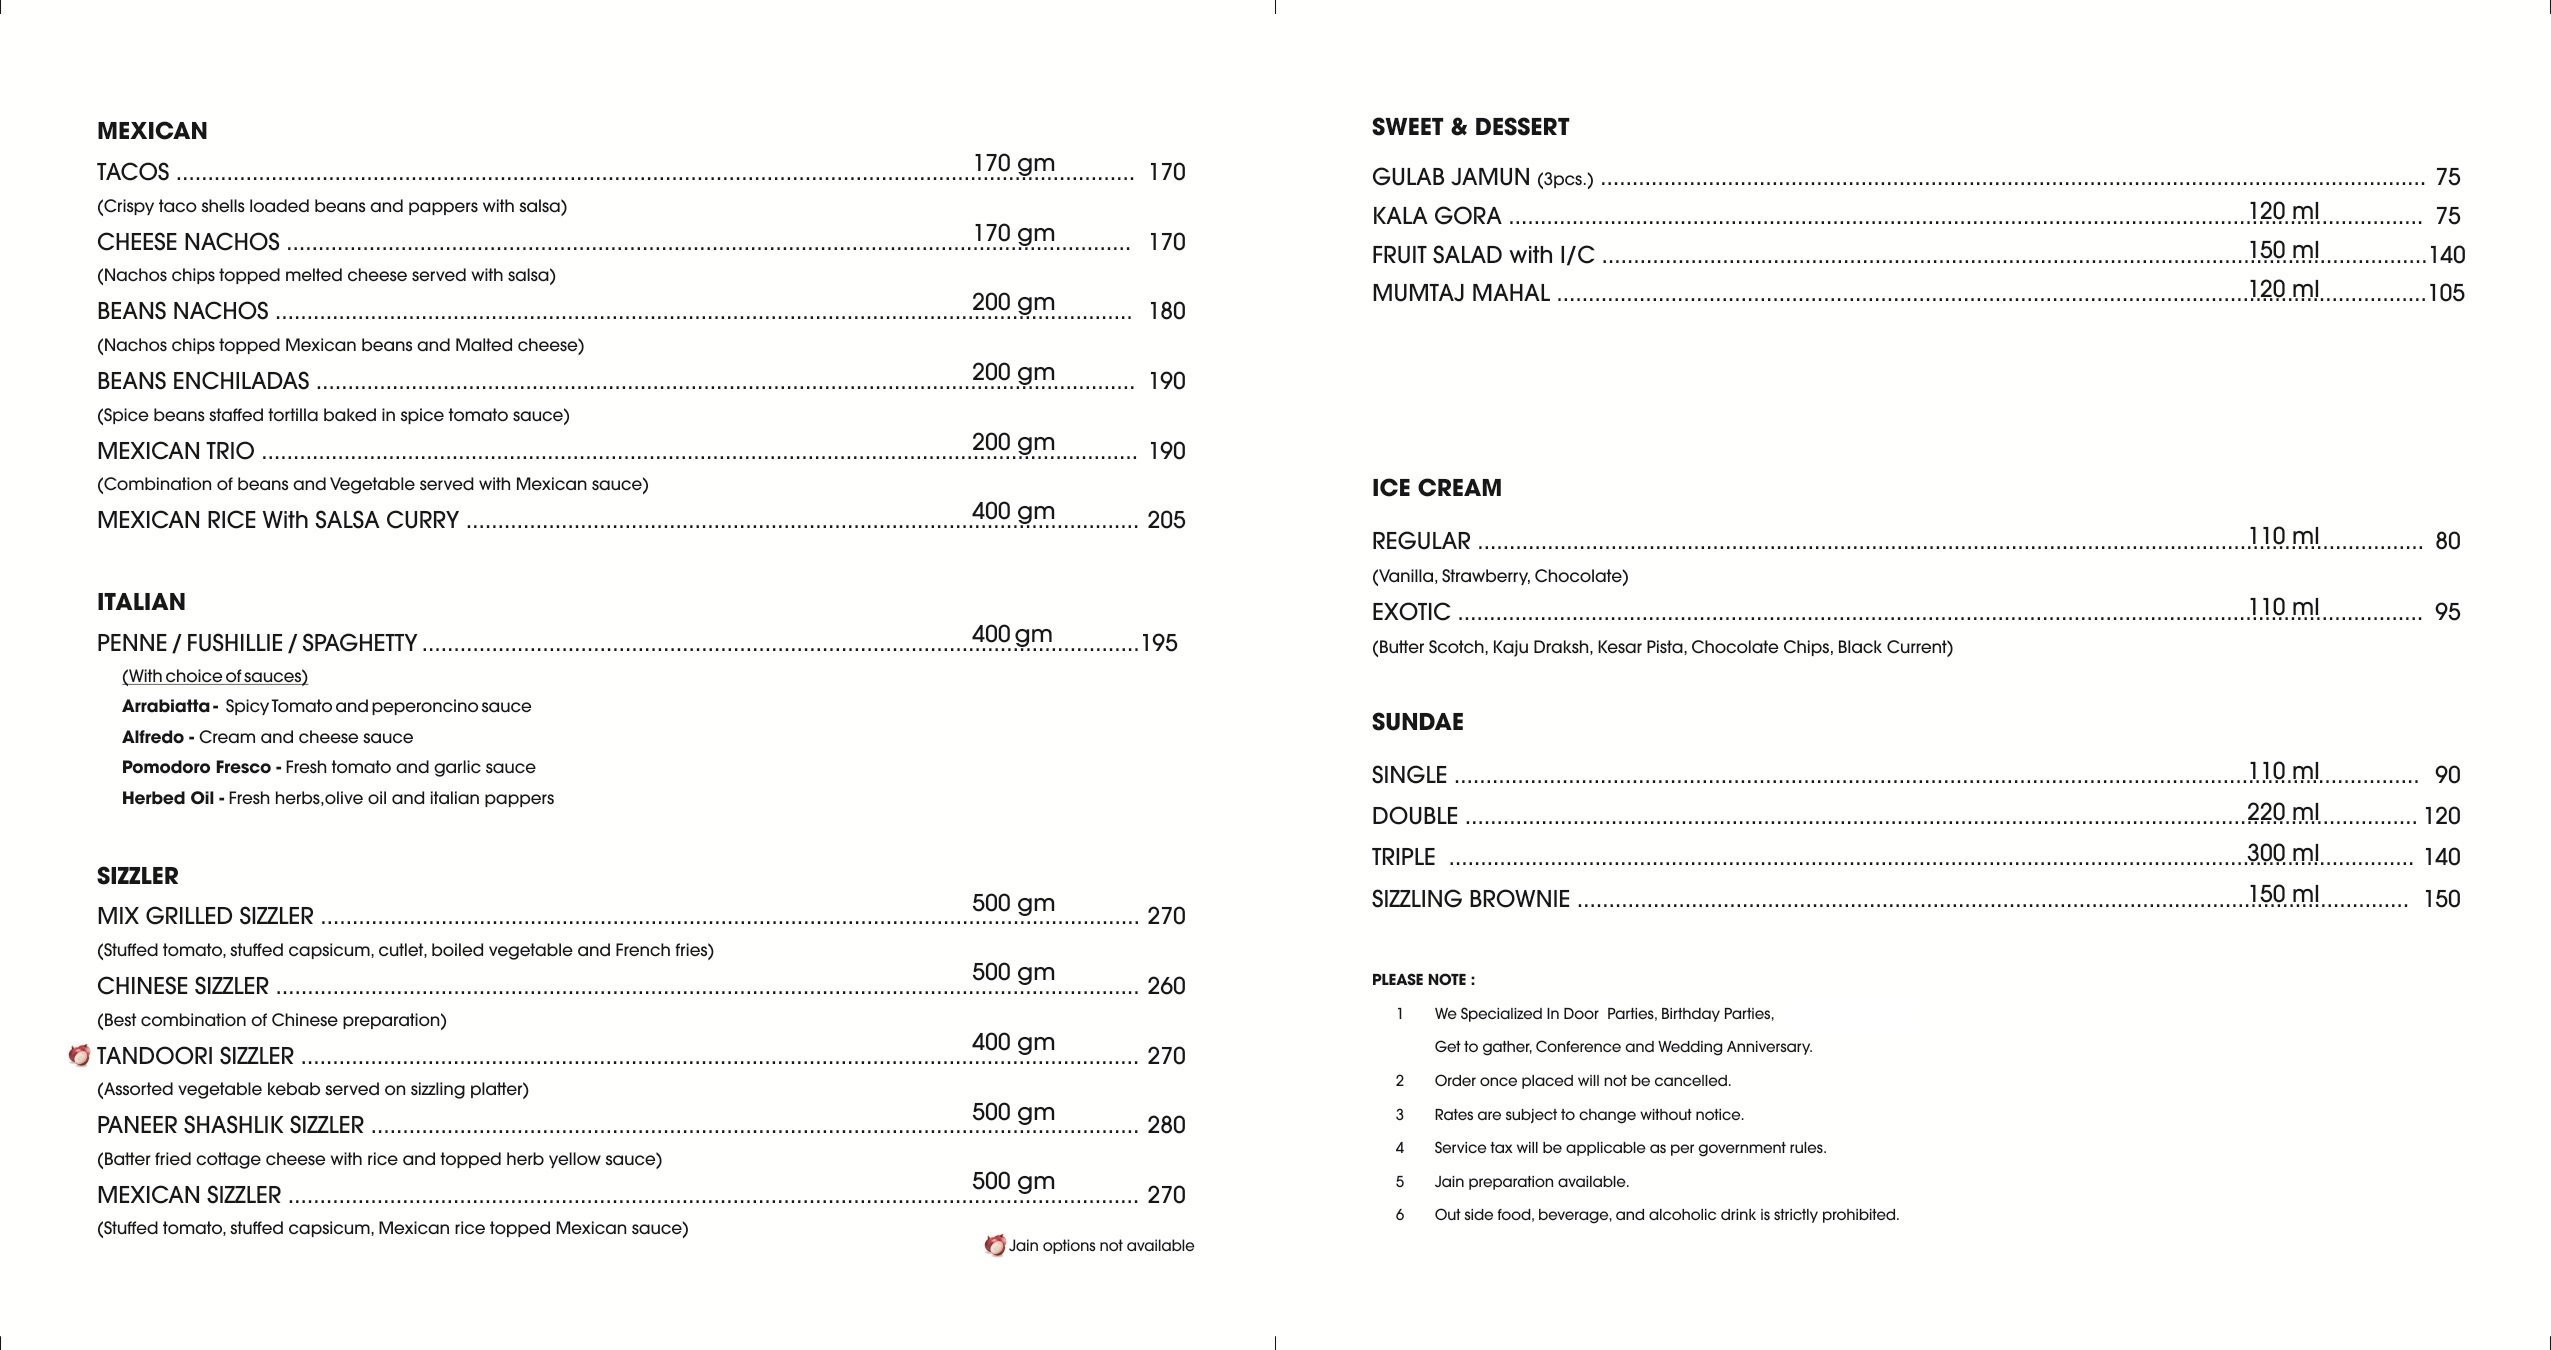 MEXICAN
TACOS ........ 170 gm ........ 170
(Crispy taco shells loaded beans and pappers with salsa)
CHEESE NACHOS ........ 170 gm ........ 170
(Nachos chips topped melted cheese served with salsa)
BEANS NACHOS ........ 200 gm ........ 180
(Nachos chips topped Mexican beans and Malted cheese)
BEANS ENCHILADAS ........ 200 gm ........ 190
(Spice beans staffed tortilla baked in spice tomato sauce)
MEXICAN TRIO ........ 200 gm ........ 190
(Combination of beans and Vegetable served with Mexican sauce)
MEXICAN RICE With SALSA CURRY ........ 400 gm ........ 205
ITALIAN
PENNE / FUSHILLIE / SPAGHETTY ........ 400 gm ........ 195
(With choice of sauces)
Arrabiatta - Spicy Tomato and peperoncino sauce
Alfredo - Cream and cheese sauce
Pomodoro Fresco - Fresh tomato and garlic sauce
Herbed Oil - Fresh herbs,olive oil and italian pappers
SIZZLER
MIX GRILLED SIZZLER ........ 500 gm ........ 270
(Stuffed tomato, stuffed capsicum, cutlet, boiled vegetable and French fries)
CHINESE SIZZLER ........ 500 gm ........ 260
(Best combination of Chinese preparation)
TANDOORI SIZZLER ........ 400 gm ........ 270
(Assorted vegetable kebab served on sizzling platter)
PANEER SHASHLIK SIZZLER ........ 500 gm ........ 280
(Batter fried cottage cheese with rice and topped herb yellow sauce)
MEXICAN SIZZLER ........ 500 gm ........ 270
(Stuffed tomato, stuffed capsicum, Mexican rice topped Mexican sauce)
Jain options not available
SWEET & DESSERT
GULAB JAMUN (3pcs.) ........ 75
KALA GORA ........ 120 ml ........ 75
FRUIT SALAD with I/C ........ 150 ml ........ 140
MUMTAJ MAHAL ........ 120 ml ........ 105
ICE CREAM
REGULAR ........ 110 ml ........ 80
(Vanilla, Strawberry, Chocolate)
EXOTIC ........ 110 ml ........ 95
(Butter Scotch, Kaju Draksh, Kesar Pista, Chocolate Chips, Black Current)
SUNDAE
SINGLE ........ 110 ml ........ 90
DOUBLE ........ 220 ml ........ 120
TRIPLE ........ 300 ml ........ 140
SIZZLING BROWNIE ........ 150 ml ........ 150
PLEASE NOTE :
1 We Specialized In Door Parties, Birthday Parties,
Get to gather, Conference and Wedding Anniversary.
2 Order once placed will not be cancelled.
3 Rates are subject to change without notice.
4 Service tax will be applicable as per government rules.
5 Jain preparation available.
6 Out side food, beverage, and alcoholic drink is strictly prohibited.